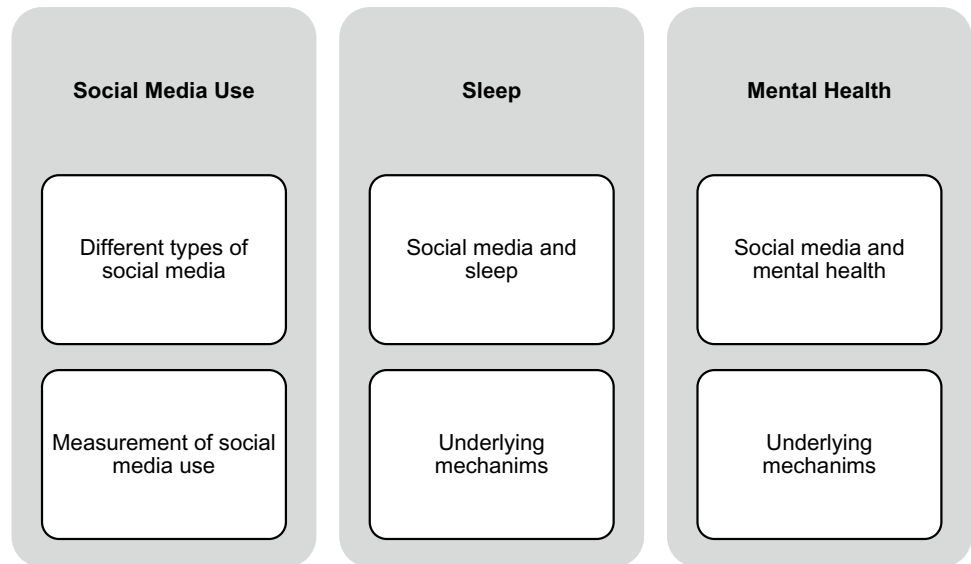 Social Media Use
Different types of
social media
Measurement of social
media use
Sleep
Social media and
sleep
Underlying
mechanims
Mental Health
Social media and
mental health
Underlying
mechanims